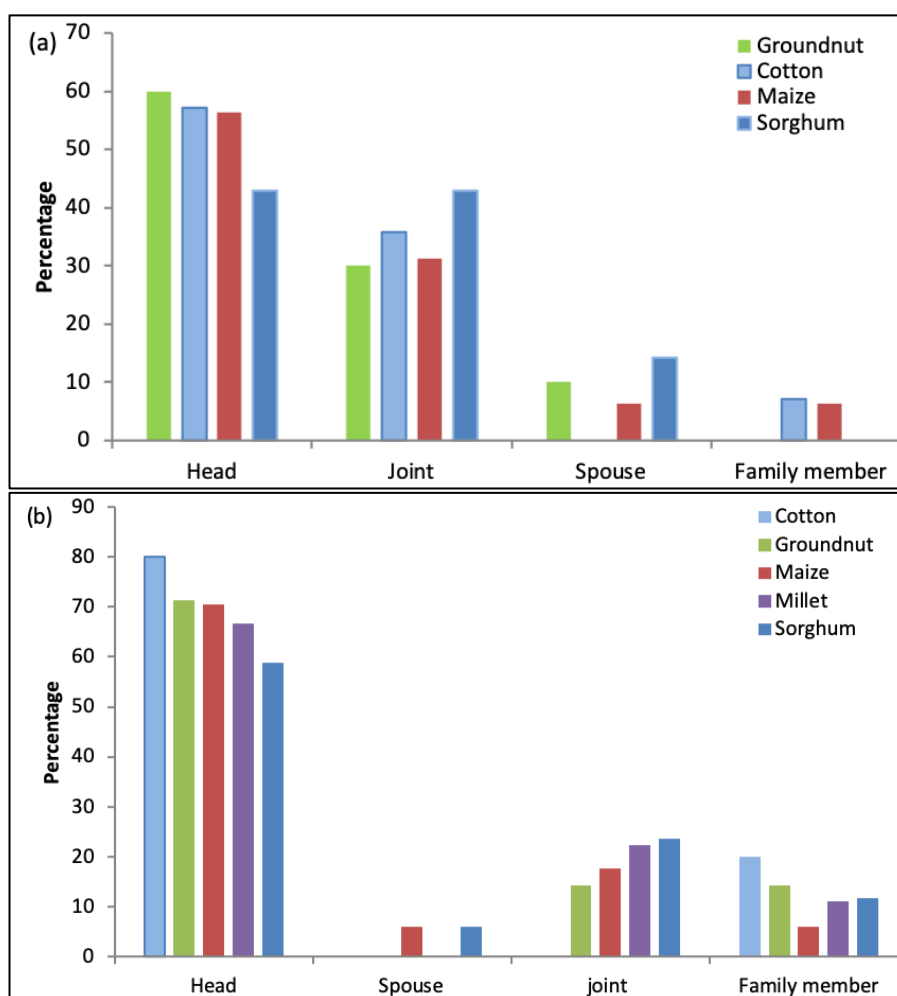 (a)
Groundnut
Cotton
Maize
Sorghum
Percentage
70
60
50
40
30
20
10
0
Head Joint Spouse Family member
(b)
Cotton
Groundnut
Maize
Millet
Sorghum
Percentage
90
80
70
60
50
40
30
20
10
0
Head Spouse joint Family member